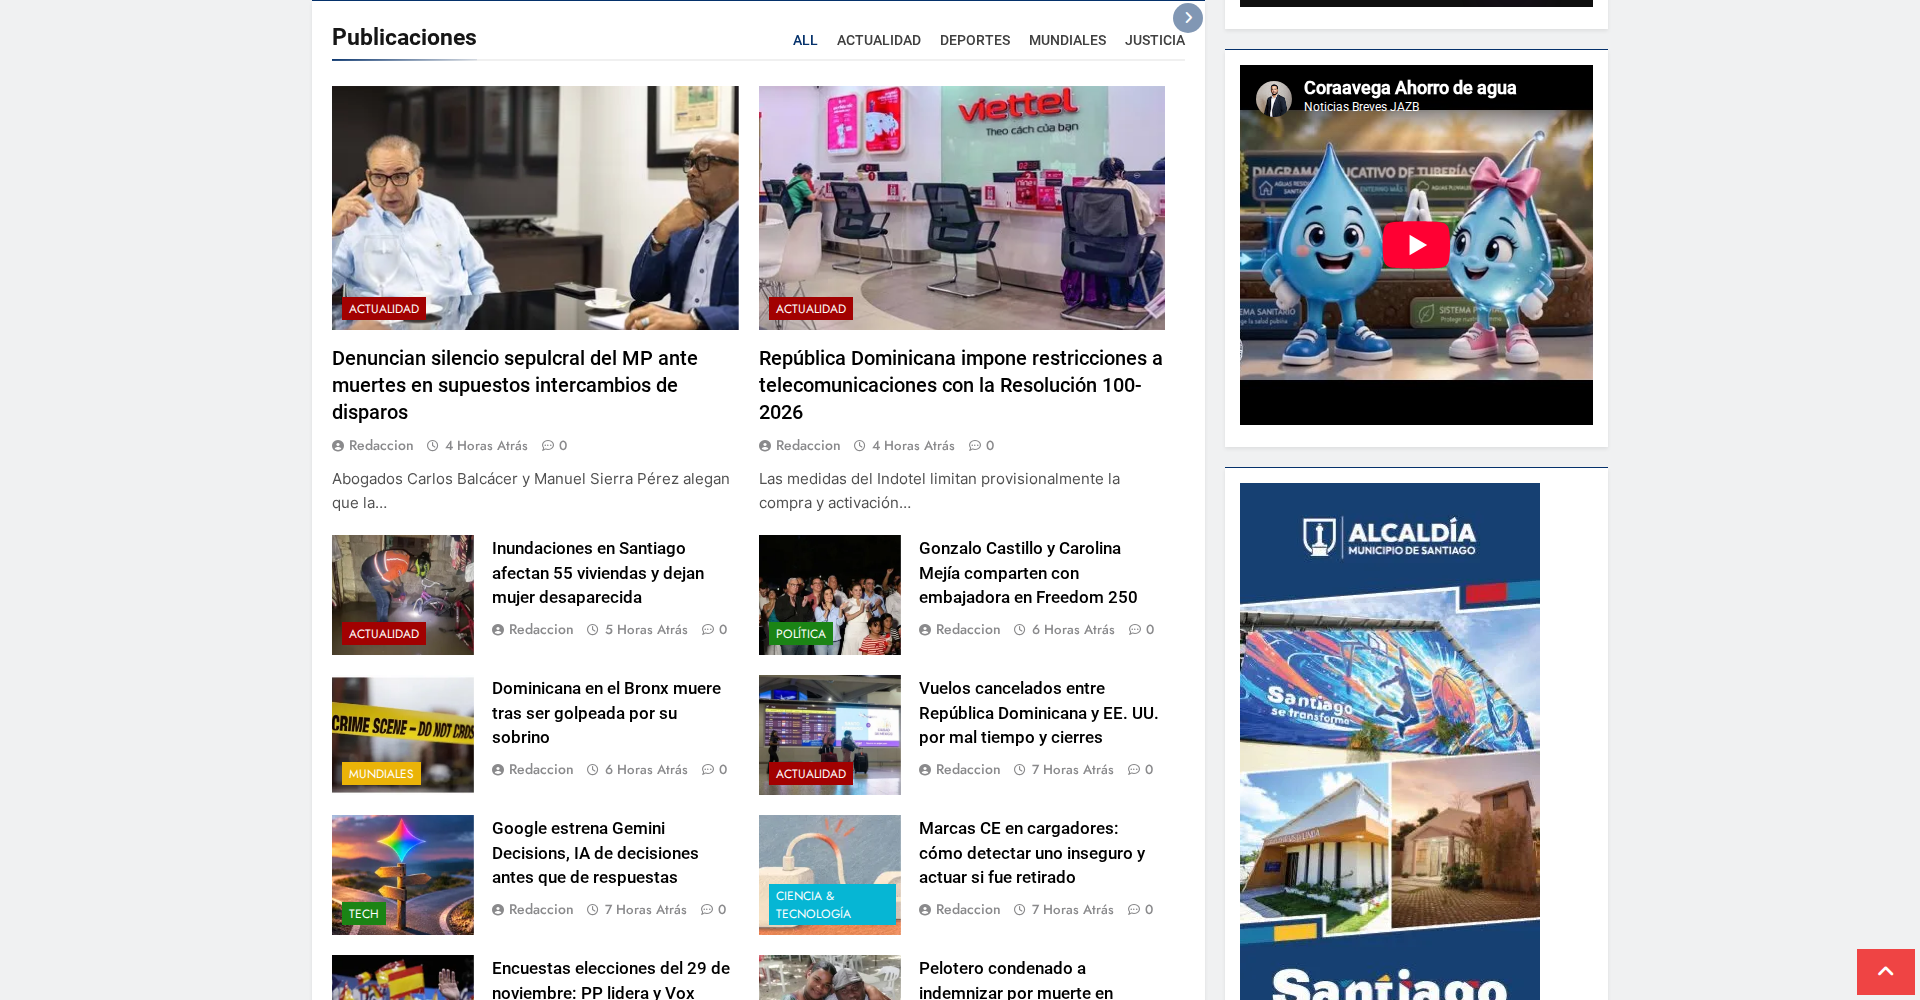 Publicaciones
ALL
ACTUALIDAD
DEPORTES
MUNDIALES
JUSTICIA
viettel
Theo cách của bạn
ACTUALIDAD
ACTUALIDAD
Denuncian silencio sepulcral del MP ante
muertes en supuestos intercambios de
disparos
Redaccion 4 Horas Atrás 0
Abogados Carlos Balcácer y Manuel Sierra Pérez alegan
que la…
República Dominicana impone restricciones a
telecomunicaciones con la Resolución 100-
2026
Redaccion 4 Horas Atrás 0
Las medidas del Indotel limitan provisionalmente la
compra y activación…
ACTUALIDAD
Inundaciones en Santiago
afectan 55 viviendas y dejan
mujer desaparecida
Redaccion 5 Horas Atrás 0
POLÍTICA
Gonzalo Castillo y Carolina
Mejía comparten con
embajadora en Freedom 250
Redaccion 6 Horas Atrás 0
CRIME SCENE – DO NOT CROS
MUNDIALES
Dominicana en el Bronx muere
tras ser golpeada por su
sobrino
Redaccion 6 Horas Atrás 0
ACTUALIDAD
Vuelos cancelados entre
República Dominicana y EE. UU.
por mal tiempo y cierres
Redaccion 7 Horas Atrás 0
TECH
Google estrena Gemini
Decisions, IA de decisiones
antes que de respuestas
Redaccion 7 Horas Atrás 0
CIENCIA &
TECNOLOGÍA
Marcas CE en cargadores:
cómo detectar uno inseguro y
actuar si fue retirado
Redaccion 7 Horas Atrás 0
Encuestas elecciones del 29 de
noviembre: PP lidera y Vox
Pelotero condenado a
indemnizar por muerte en
Coraavega Ahorro de agua
Noticias Breves JAZB
DIAGRAMA EDUCATIVO DE TUBERÍAS
ALCALDÍA
MUNICIPIO DE SANTIAGO
Santiago
se transforma
Santiago